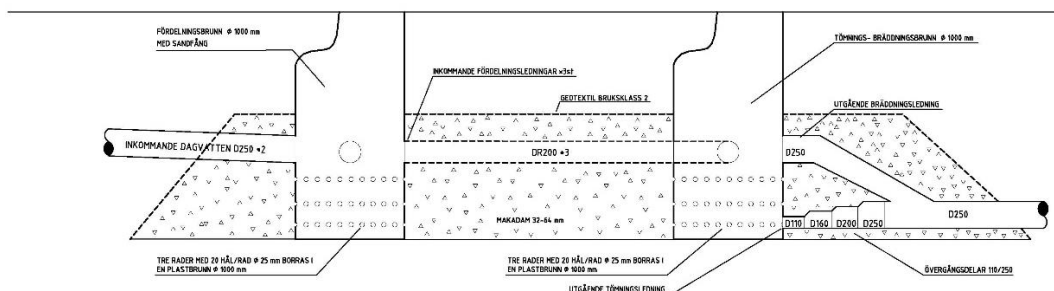 FÖRDELNINGSBRUNN Ø 1000 mm
MED SANDFÅNG
TÖMNINGS- BRÄDDNINGSBRUNN Ø 1000 mm
INKOMMANDE FÖRDELNINGSLEDNINGAR *3st
GEOTEXTIL BRUKSKLASS 2
UTGÅENDE BRÄDDNINGSLEDNING
INKOMMANDE DAGVATTEN D250 *2
DR200 *3
D250
MAKADAM 32-64 mm
D110
D160
D200
D250
D250
TRE RADER MED 20 HÅL/RAD Ø 25 mm BORRAS I
EN PLASTBRUNN Ø 1000 mm
TRE RADER MED 20 HÅL/RAD Ø 25 mm BORRAS I
EN PLASTBRUNN Ø 1000 mm
ÖVERGÅNGSDELAR 110/250
UTGÅENDE TÖMNINGSLEDNING